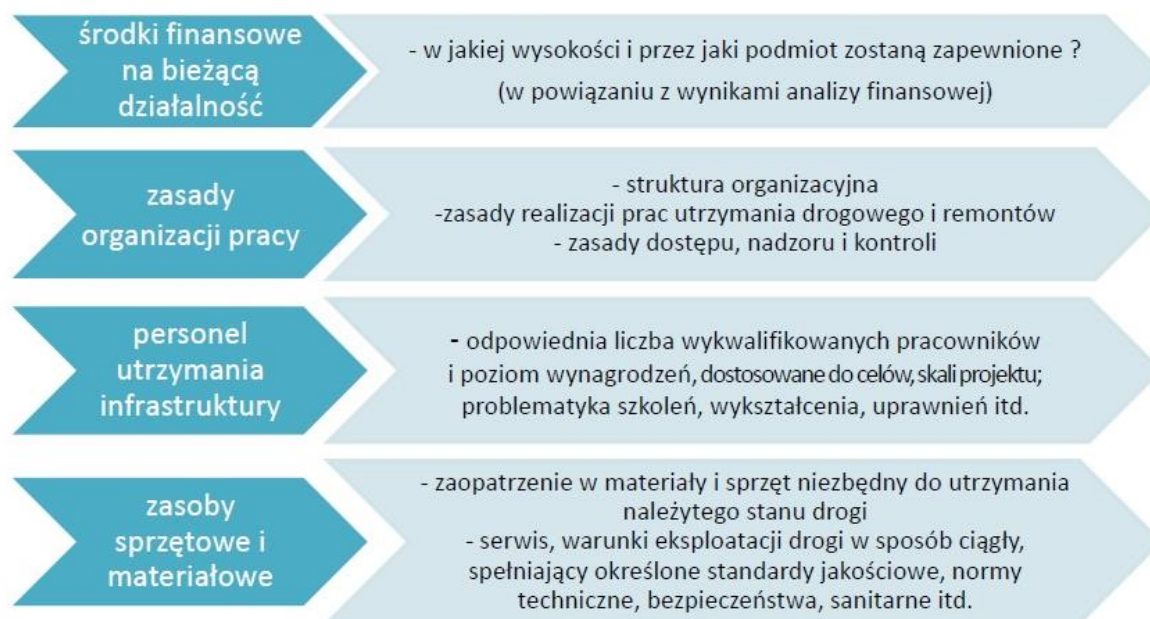 środki finansowe
na bieżącą
działalność
- w jakiej wysokości i przez jaki podmiot zostaną zapewnione ?
(w powiązaniu z wynikami analizy finansowej)
zasady
organizacji pracy
- struktura organizacyjna
-zasady realizacji prac utrzymania drogowego i remontów
- zasady dostępu, nadzoru i kontroli
personel
utrzymania
infrastruktury
- odpowiednia liczba wykwalifikowanych pracowników
i poziom wynagrodzeń, dostosowane do celów, skali projektu;
problematyka szkoleń, wykształcenia, uprawnień itd.
zasoby
sprzętowe i
materiałowe
- zaopatrzenie w materiały i sprzęt niezbędny do utrzymania
należytego stanu drogi
- serwis, warunki eksploatacji drogi w sposób ciągły,
spełniający określone standardy jakościowe, normy
techniczne, bezpieczeństwa, sanitarne itd.